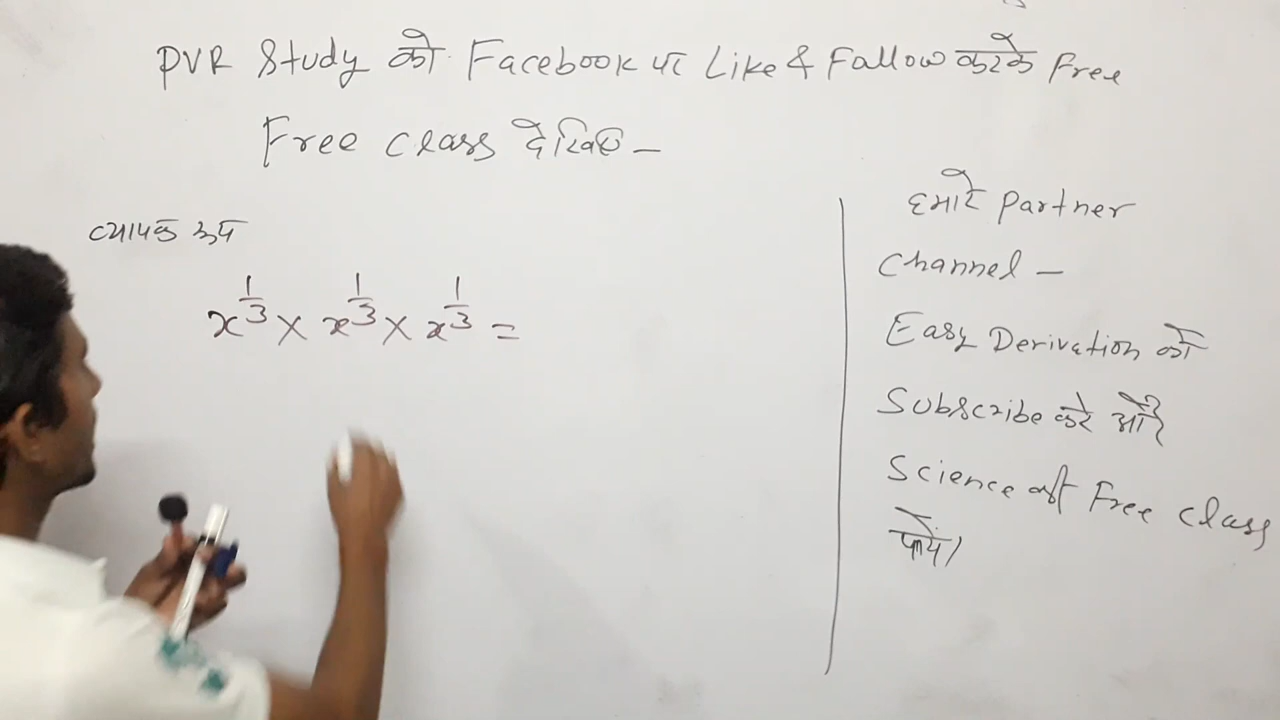 PVR Study को Facebook पर Like & Fallow करके Free
Free Class देखिए -
व्यापक रूप
x^{1/3} × x^{1/3} × x^{1/3} =
हमारे Partner
Channel -
Easy Derivation को
Subscribe करे और
Science की Free Class
पायें।